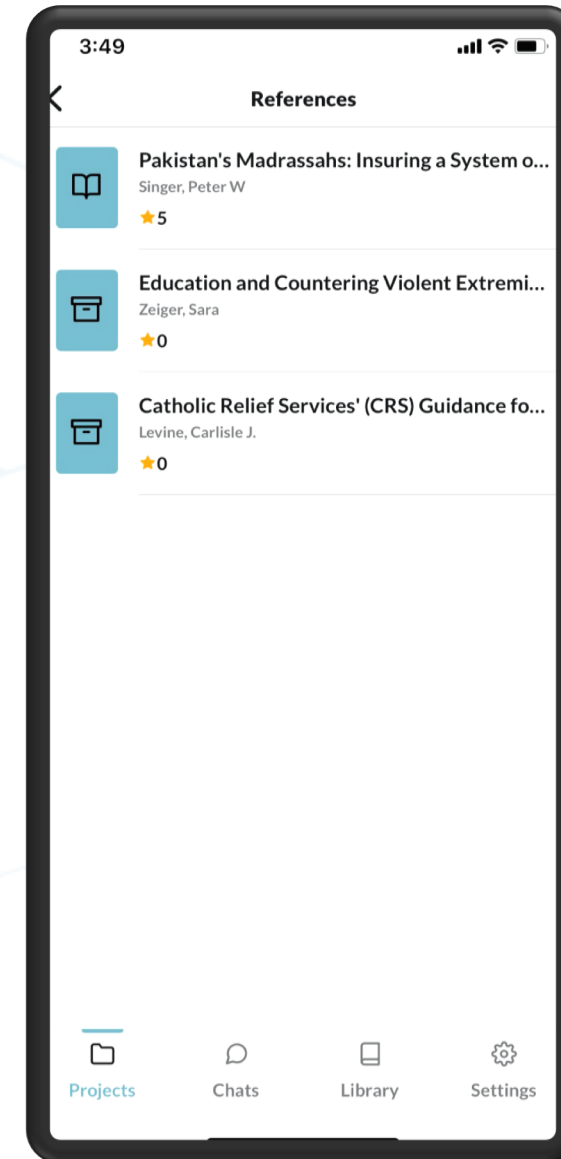 3:49
References
Pakistan's Madrassahs: Insuring a System o...
Singer, Peter W
5
Education and Countering Violent Extremi...
Zeiger, Sara
0
Catholic Relief Services' (CRS) Guidance fo...
Levine, Carlisle J.
0
Projects Chats Library Settings